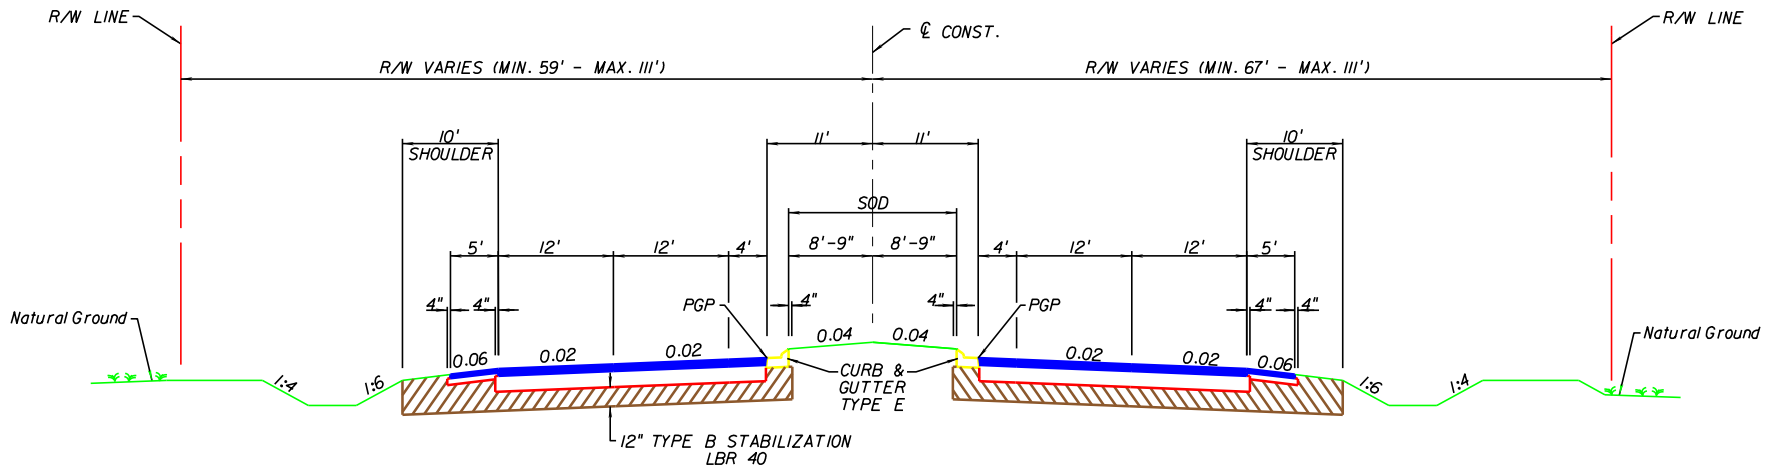 R/W LINE
℄ CONST.
R/W LINE
R/W VARIES (MIN. 59' - MAX. 111')
R/W VARIES (MIN. 67' - MAX. 111')
10'
SHOULDER
11'
11'
10'
SHOULDER
SOD
5'
12'
12'
4'
8'-9"
8'-9"
4'
12'
12'
5'
4"
4"
PGP
4"
4"
PGP
4"
4"
Natural Ground
Natural Ground
0.04
0.04
0.06
0.02
0.02
0.02
0.02
0.06
1:4
1:6
CURB &
GUTTER
TYPE E
1:6
1:4
12" TYPE B STABILIZATION
LBR 40